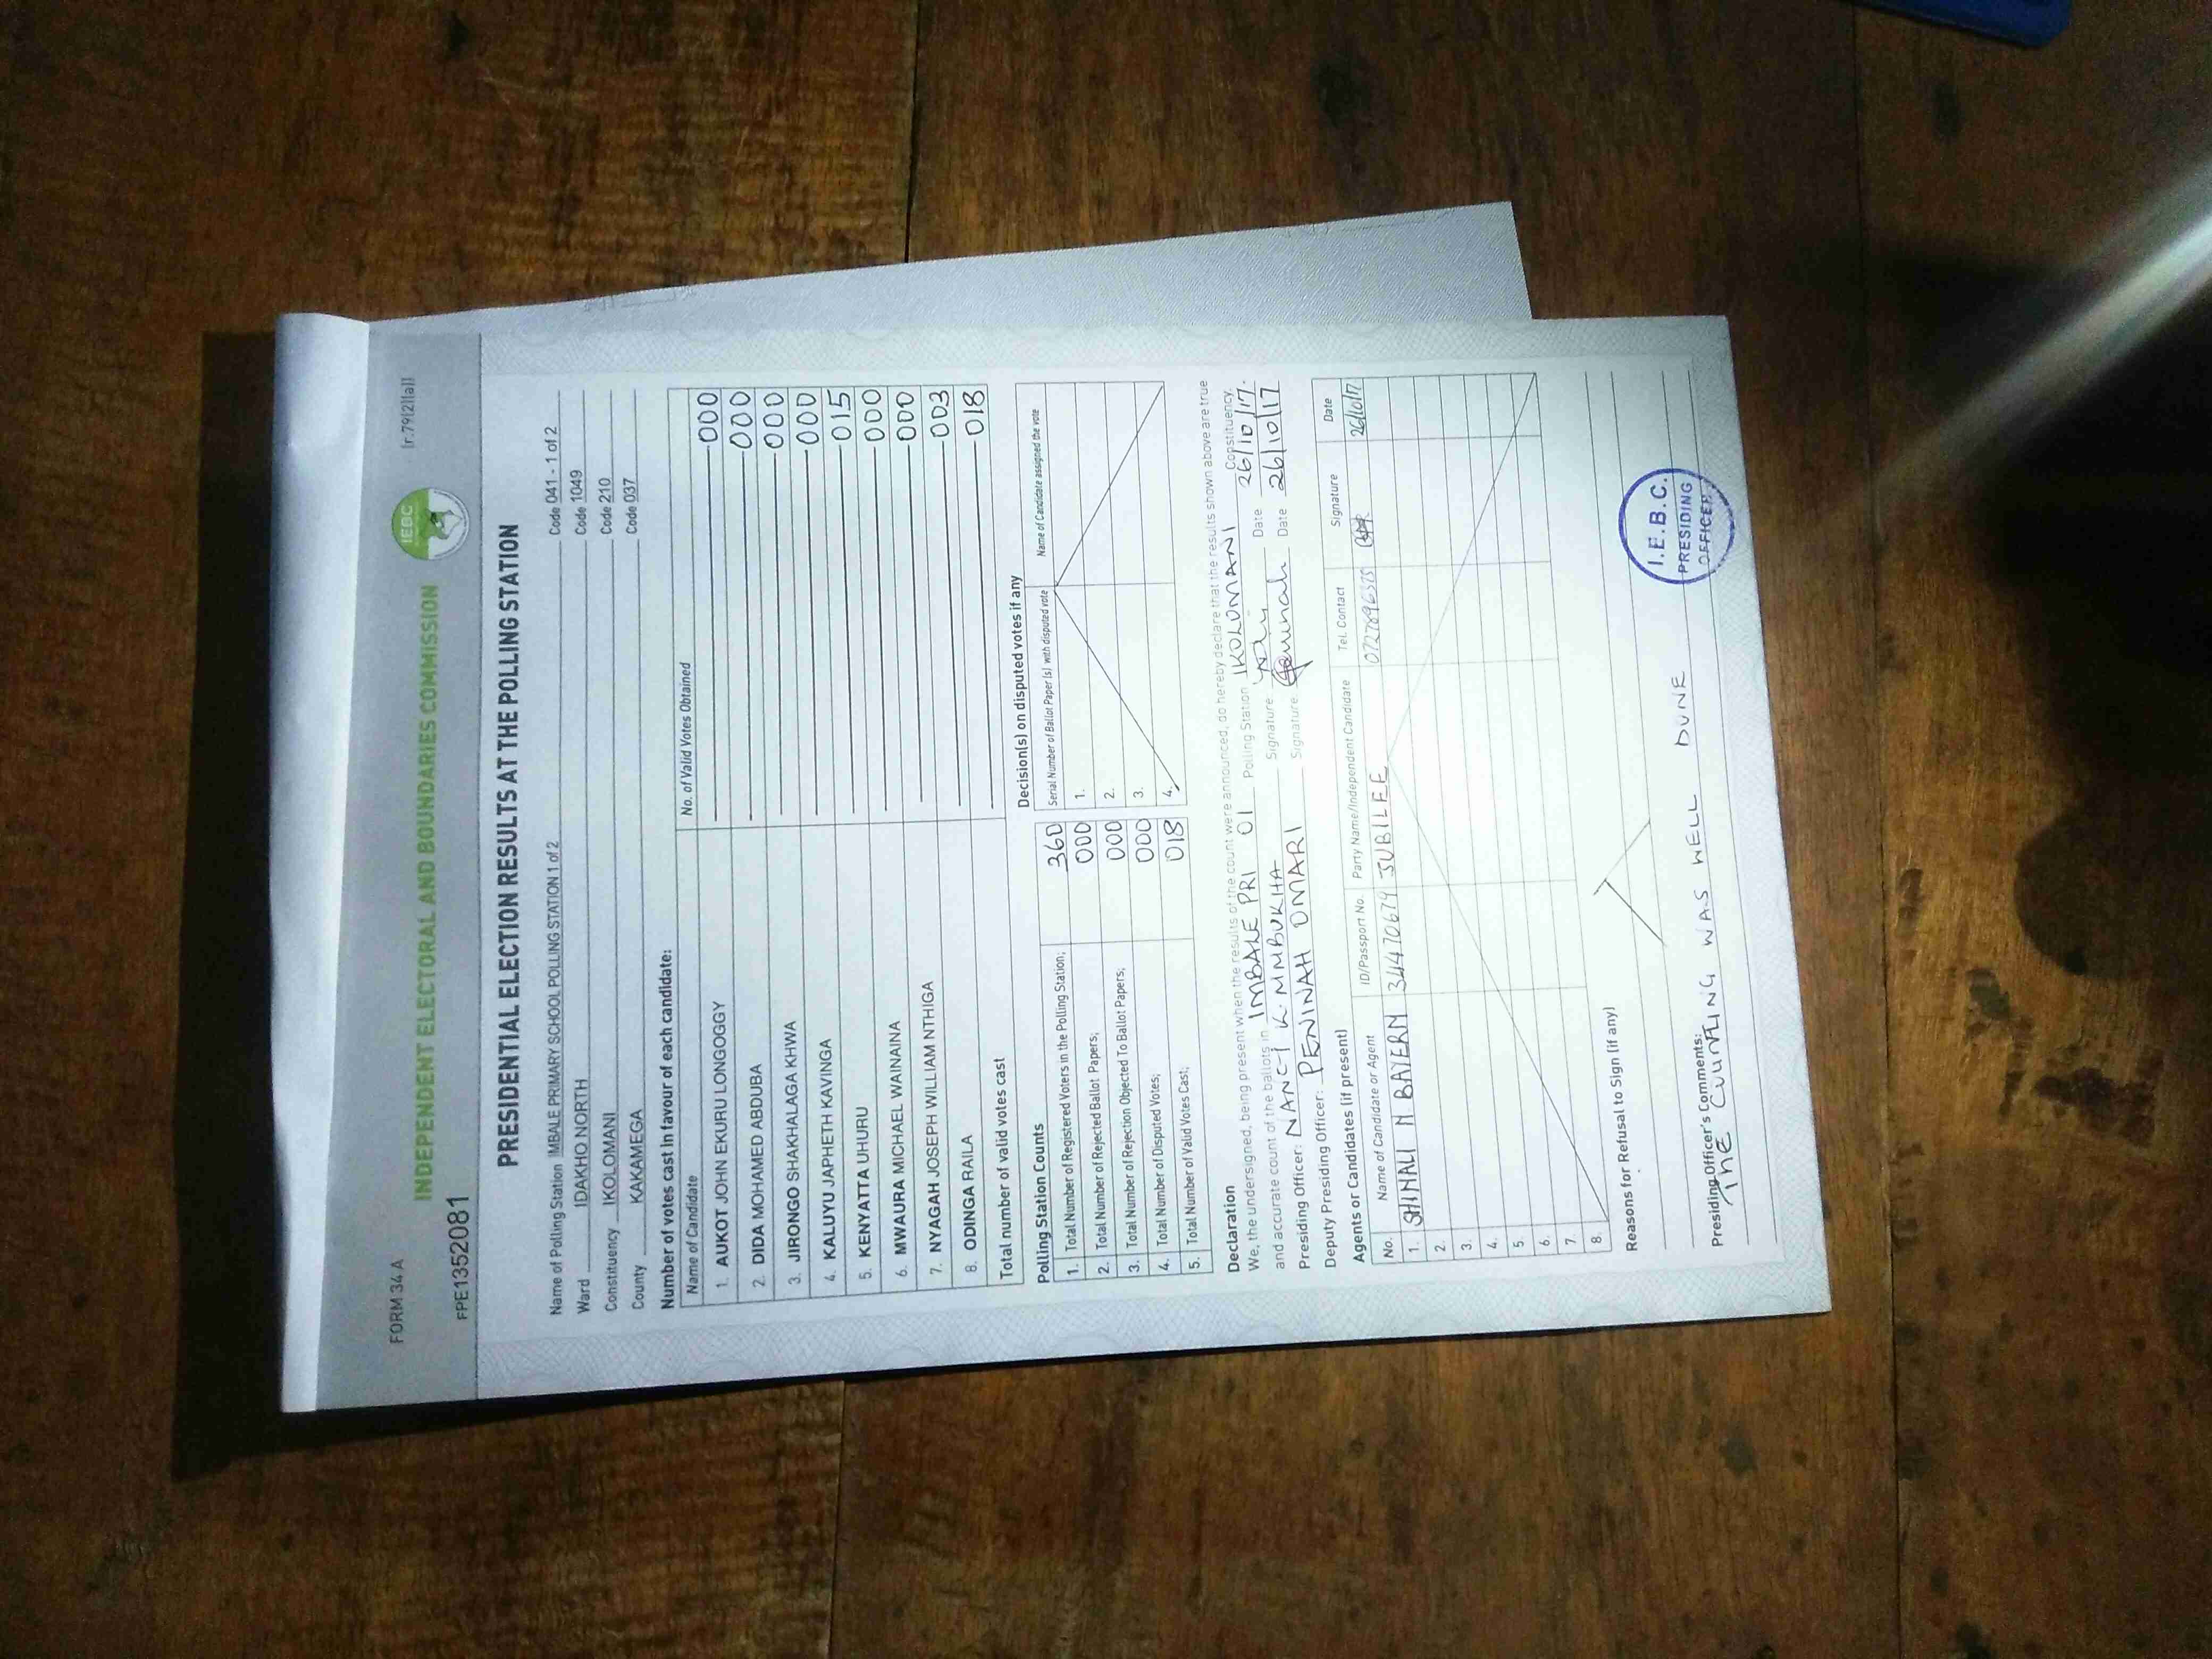 FORM 34 A
[r.79(2)(a)]
INDEPENDENT ELECTORAL AND BOUNDARIES COMMISSION
IEBC
FPE1352081
PRESIDENTIAL ELECTION RESULTS AT THE POLLING STATION
Name of Polling Station IMBALE PRIMARY SCHOOL POLLING STATION 1 of 2 Code 041 - 1 of 2
Ward IDAKHO NORTH Code 1049
Constituency IKOLOMANI Code 210
County KAKAMEGA Code 037
Number of votes cast in favour of each candidate:
Name of Candidate No. of Valid Votes Obtained
1. AUKOT JOHN EKURU LONGOGGY 000
2. DIDA MOHAMED ABDUBA 000
3. JIRONGO SHAKHALAGA KHWA 000
4. KALUYU JAPHETH KAVINGA 000
5. KENYATTA UHURU 015
6. MWAURA MICHAEL WAINAINA 000
7. NYAGAH JOSEPH WILLIAM NTHIGA 000
8. ODINGA RAILA 003
Total number of valid votes cast 018
Polling Station Counts
1. Total Number of Registered Voters in the Polling Station; 360
2. Total Number of Rejected Ballot Papers; 000
3. Total Number of Rejection Objected To Ballot Papers; 000
4. Total Number of Disputed Votes; 000
5. Total Number of Valid Votes Cast; 018
Decision(s) on disputed votes if any
Serial Number of Ballot Paper (s) with disputed vote Name of Candidate assigned the vote
1.
2.
3.
4.
Declaration
We, the undersigned, being present when the results of the count were announced, do hereby declare that the results shown above are true
and accurate count of the ballots in IMBALE PRI 01 Polling Station IKOLOMANI Constituency.
Presiding Officer: NANCY K. MMBUKHA Signature Date 26/10/17.
Deputy Presiding Officer: PENINAH OMARI Signature Peninah Date 26/10/17
Agents or Candidates (if present)
No. Name of Candidate or Agent ID/Passport No. Party Name/Independent Candidate Tel. Contact Signature Date
1. SHINALI N BAYERN 34470674 JUBILEE 26/10/17
2.
3.
4.
5.
6.
7.
8.
Reasons for Refusal to Sign (if any)
Presiding Officer's Comments:
THE COUNTING WAS WELL DONE
I.E.B.C.
PRESIDING
OFFICER